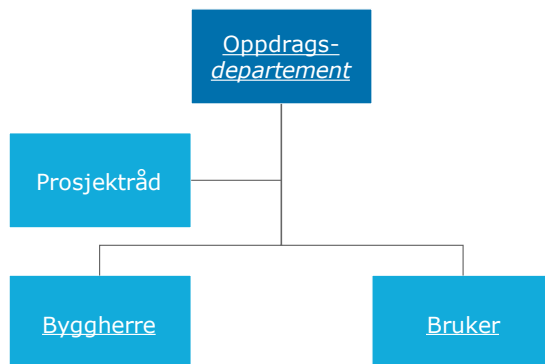 Oppdrags-
departement
Prosjektråd
Byggherre
Bruker